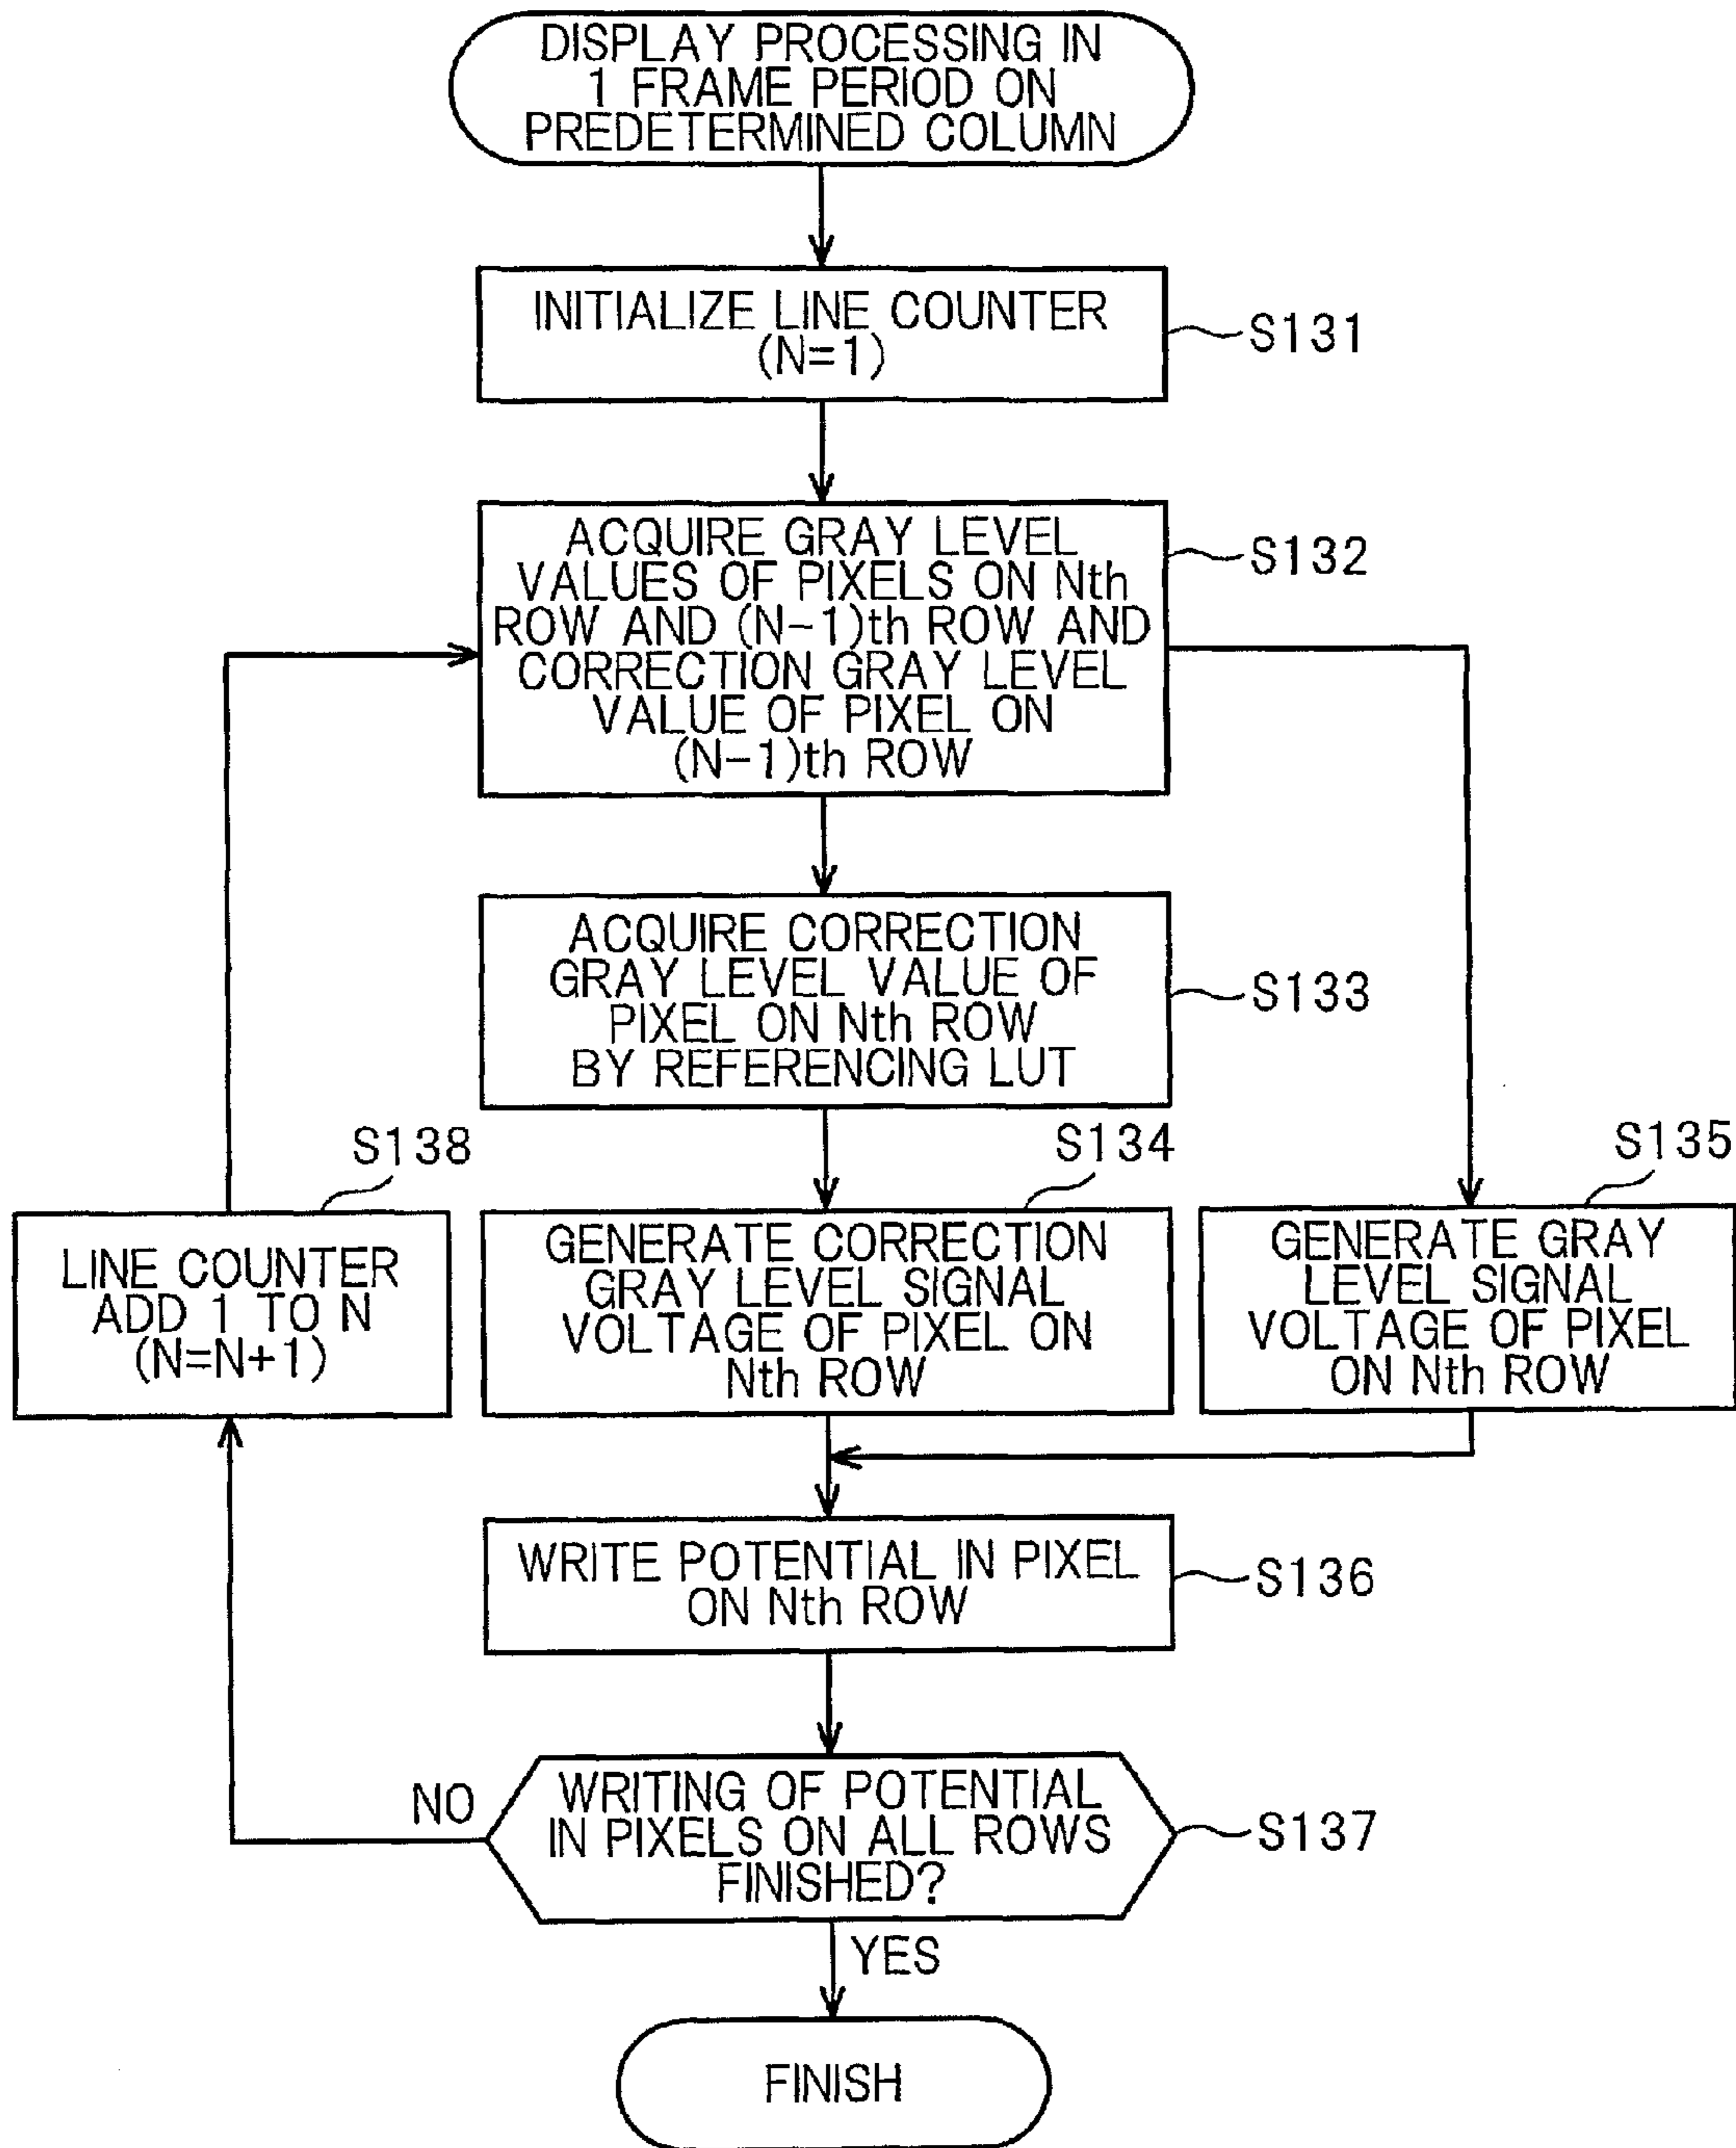 DISPLAY PROCESSING IN
1 FRAME PERIOD ON
PREDETERMINED COLUMN
INITIALIZE LINE COUNTER
(N=1)
S131
ACQUIRE GRAY LEVEL
VALUES OF PIXELS ON Nth
ROW AND (N-1)th ROW AND
CORRECTION GRAY LEVEL
VALUE OF PIXEL ON
(N-1)th ROW
S132
ACQUIRE CORRECTION
GRAY LEVEL VALUE OF
PIXEL ON Nth ROW
BY REFERENCING LUT
S133
S138
LINE COUNTER
ADD 1 TO N
(N=N+1)
S134
GENERATE CORRECTION
GRAY LEVEL SIGNAL
VOLTAGE OF PIXEL ON
Nth ROW
S135
GENERATE GRAY
LEVEL SIGNAL
VOLTAGE OF PIXEL
ON Nth ROW
WRITE POTENTIAL IN PIXEL
ON Nth ROW
S136
NO
WRITING OF POTENTIAL
IN PIXELS ON ALL ROWS
FINISHED?
S137
YES
FINISH